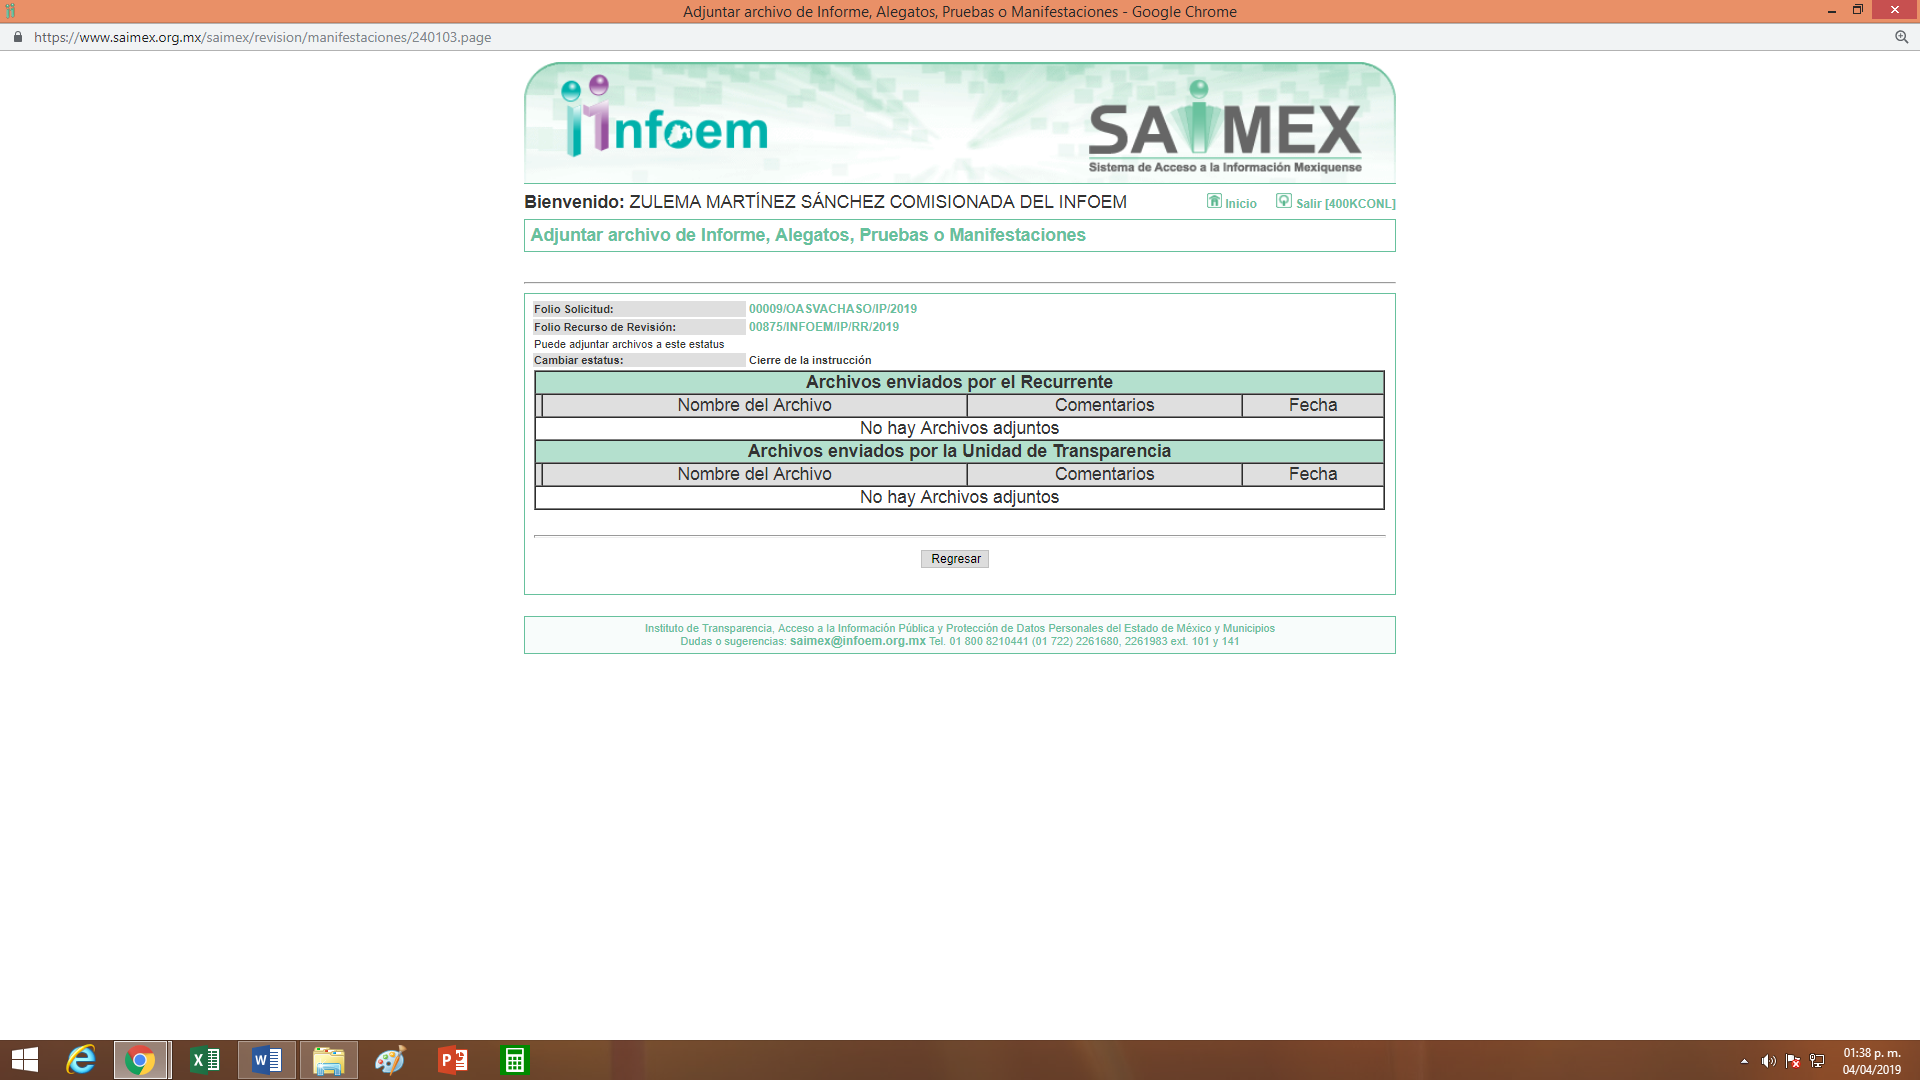 Adjuntar archivo de Informe, Alegatos, Pruebas o Manifestaciones - Google Chrome
https://www.saimex.org.mx/saimex/revision/manifestaciones/240103.page
infoem
SAIMEX
Sistema de Acceso a la Información Mexiquense
Bienvenido: ZULEMA MARTÍNEZ SÁNCHEZ COMISIONADA DEL INFOEM Inicio Salir [400KCONL]
Adjuntar archivo de Informe, Alegatos, Pruebas o Manifestaciones
Folio Solicitud: 00009/OASVACHASO/IP/2019
Folio Recurso de Revisión: 00875/INFOEM/IP/RR/2019
Puede adjuntar archivos a este estatus
Cambiar estatus: Cierre de la instrucción
Archivos enviados por el Recurrente
Nombre del Archivo Comentarios Fecha
No hay Archivos adjuntos
Archivos enviados por la Unidad de Transparencia
Nombre del Archivo Comentarios Fecha
No hay Archivos adjuntos
Regresar
Instituto de Transparencia, Acceso a la Información Pública y Protección de Datos Personales del Estado de México y Municipios
Dudas o sugerencias: saimex@infoem.org.mx Tel. 01 800 8210441 (01 722) 2261680, 2261983 ext. 101 y 141
01:38 p. m.
04/04/2019